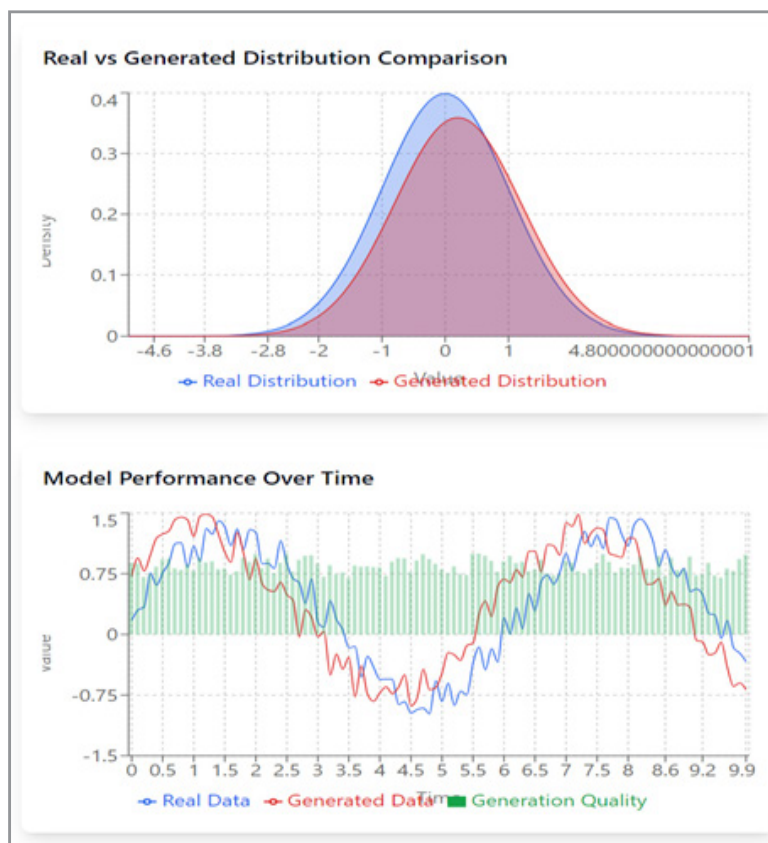 Real vs Generated Distribution Comparison
0.4
0.3
0.2
0.1
0
Density
-4.6 -3.8 -2.8 -2 -1 0 1 4.800000000000001
Value
Real Distribution Generated Distribution
Model Performance Over Time
1.5
0.75
0
-0.75
-1.5
value
0 0.5 1 1.5 2 2.5 3 3.5 4 4.5 5 5.5 6 6.5 7 7.5 8 8.6 9.2 9.9
Time
Real Data Generated Data Generation Quality